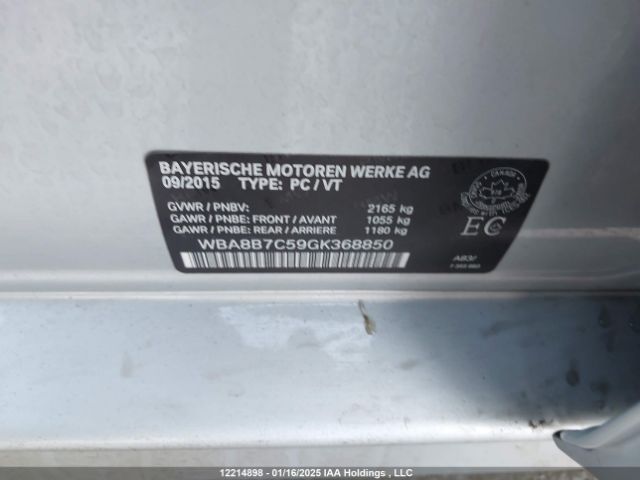 BAYERISCHE MOTOREN WERKE AG
09/2015 TYPE: PC / VT
GVWR / PNBV: 2165 kg
GAWR / PNBE: FRONT / AVANT 1055 kg
GAWR / PNBE: REAR / ARRIERE 1180 kg
WBA8B7C59GK368850
CANADA
EC
12214898 - 01/16/2025 IAA Holdings , LLC